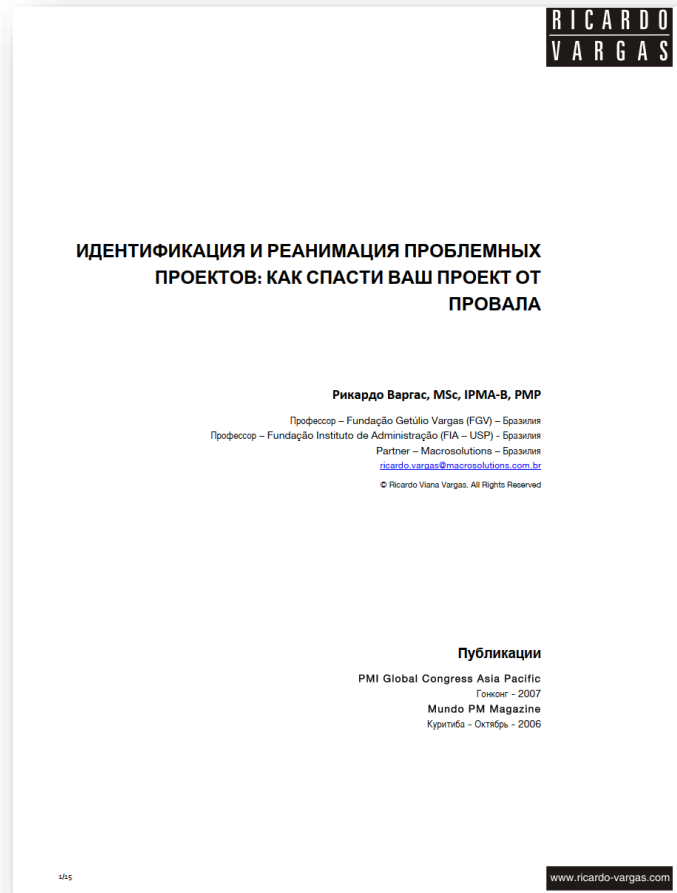 RICARDO
VARGAS
ИДЕНТИФИКАЦИЯ И РЕАНИМАЦИЯ ПРОБЛЕМНЫХ
ПРОЕКТОВ: КАК СПАСТИ ВАШ ПРОЕКТ ОТ
ПРОВАЛА
Рикардо Варгас, MSc, IPMA-B, PMP
Профессор – Fundação Getúlio Vargas (FGV) – Бразилия
Профессор – Fundação Instituto de Administração (FIA – USP) - Бразилия
Partner – Macrosolutions – Бразилия
ricardo.vargas@macrosolutions.com.br
© Ricardo Viana Vargas. All Rights Reserved
Публикации
PMI Global Congress Asia Pacific
Гонконг - 2007
Mundo PM Magazine
Куритиба - Октябрь - 2006
1/15
www.ricardo-vargas.com